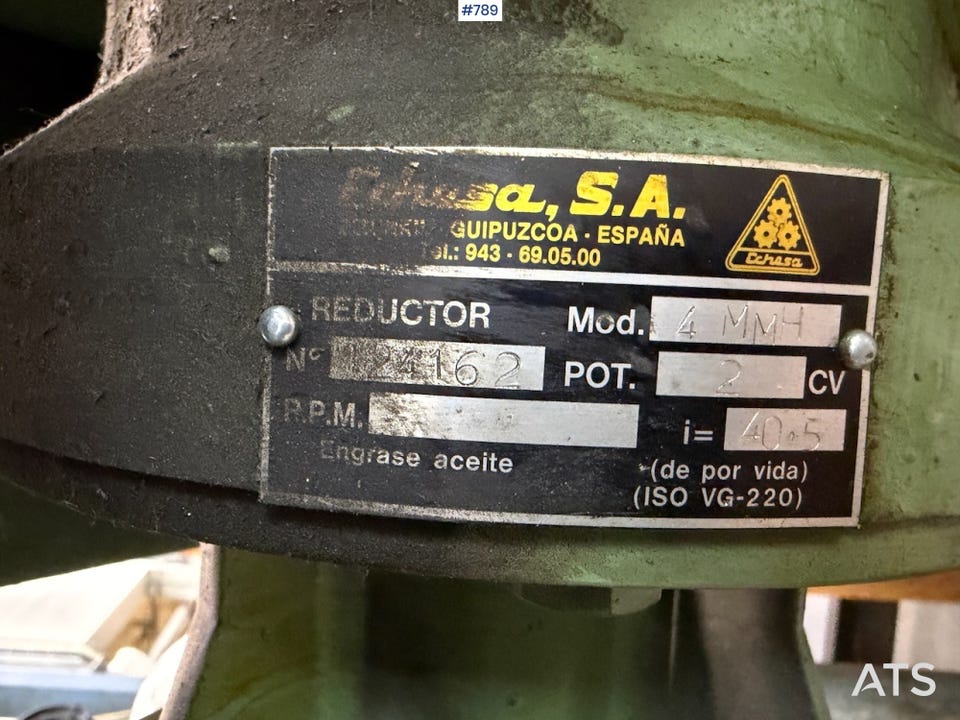 #789
Echesa, S.A.
GUIPUZCOA - ESPAÑA
Tel.: 943 - 69.05.00
Echesa
REDUCTOR Mod. 4 MMH
Nº 124162 POT. 2 CV
R.P.M. i= 40.5
Engrase aceite (de por vida)
(ISO VG-220)
ATS